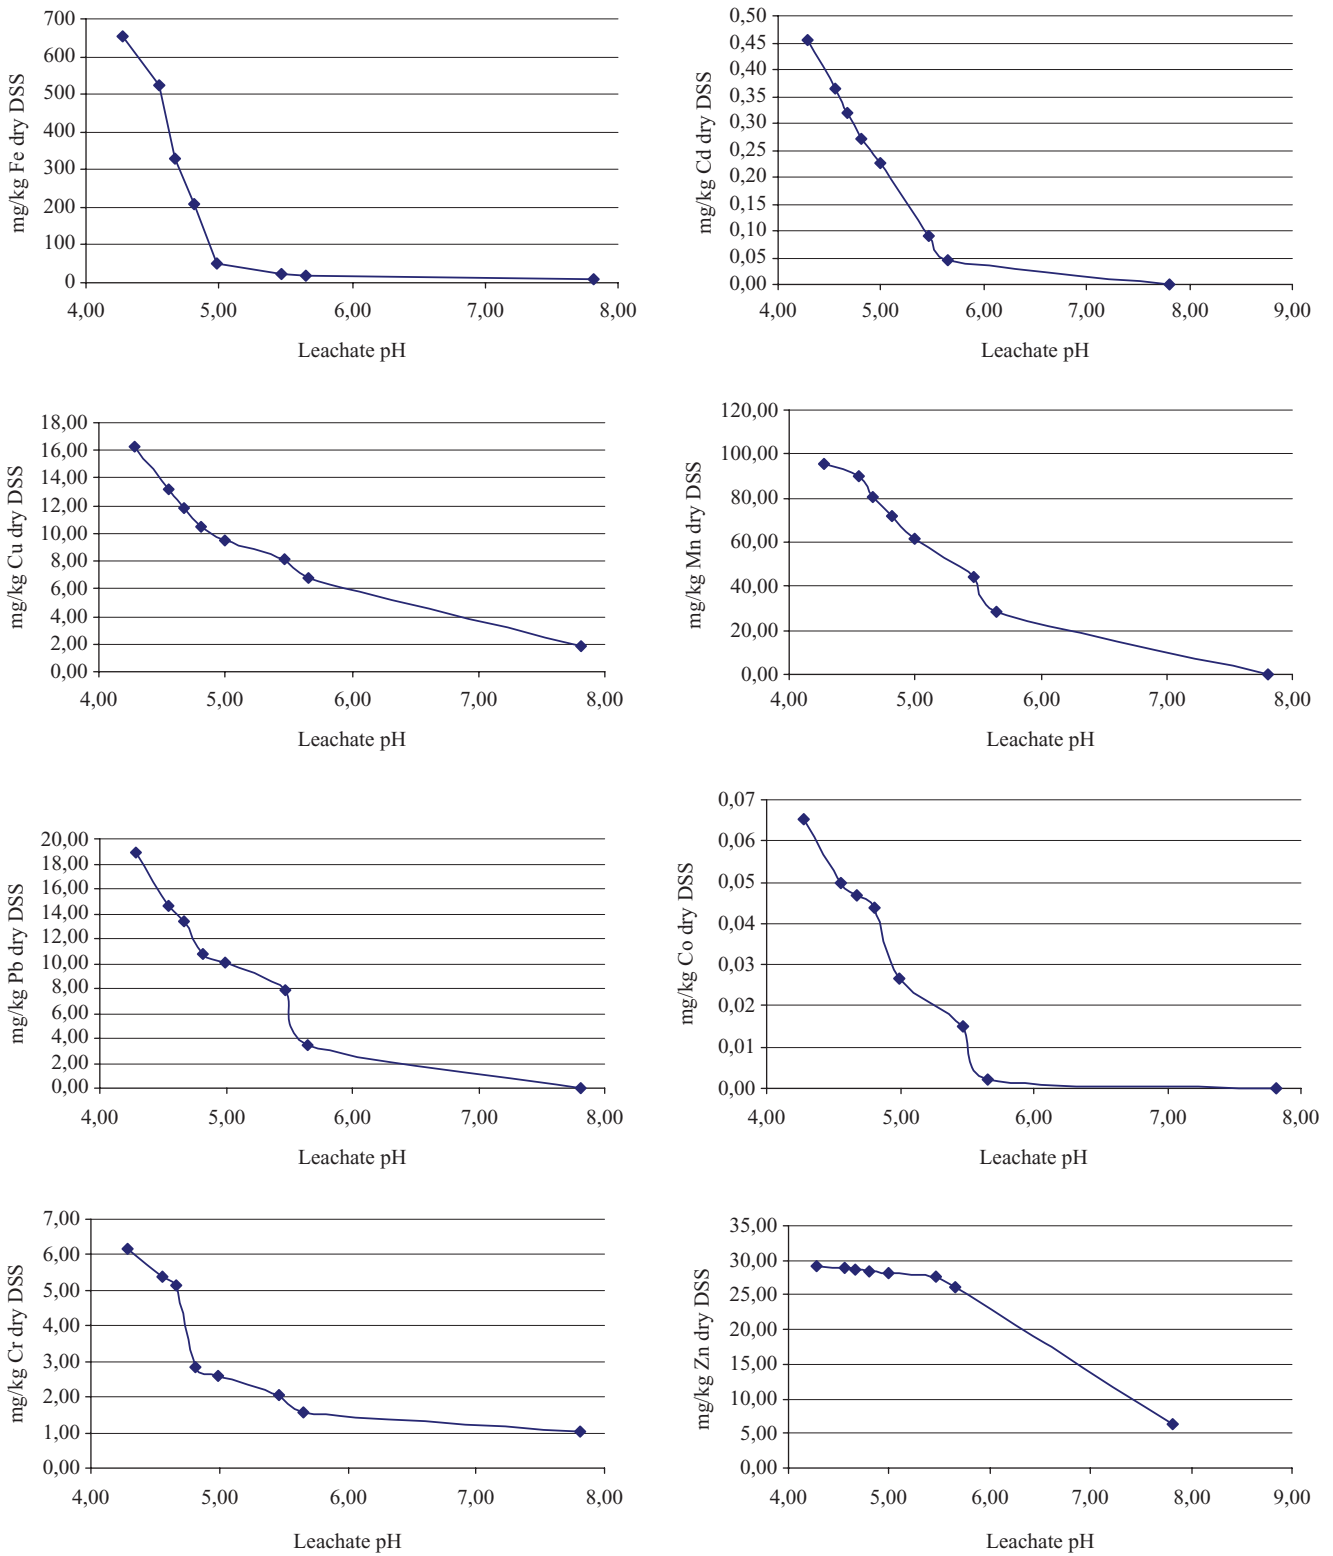 700
600
500
400
300
200
100
0
mg/kg Fe dry DSS
4,00 5,00 6,00 7,00 8,00
Leachate pH
0,50
0,45
0,40
0,35
0,30
0,25
0,20
0,15
0,10
0,05
0,00
mg/kg Cd dry DSS
4,00 5,00 6,00 7,00 8,00 9,00
Leachate pH
18,00
16,00
14,00
12,00
10,00
8,00
6,00
4,00
2,00
0,00
mg/kg Cu dry DSS
4,00 5,00 6,00 7,00 8,00
Leachate pH
120,00
100,00
80,00
60,00
40,00
20,00
0,00
mg/kg Mn dry DSS
4,00 5,00 6,00 7,00 8,00
Leachate pH
20,00
18,00
16,00
14,00
12,00
10,00
8,00
6,00
4,00
2,00
0,00
mg/kg Pb dry DSS
4,00 5,00 6,00 7,00 8,00
Leachate pH
0,07
0,06
0,05
0,04
0,03
0,02
0,01
0,00
mg/kg Co dry DSS
4,00 5,00 6,00 7,00 8,00
Leachate pH
7,00
6,00
5,00
4,00
3,00
2,00
1,00
0,00
mg/kg Cr dry DSS
4,00 5,00 6,00 7,00 8,00
Leachate pH
35,00
30,00
25,00
20,00
15,00
10,00
5,00
0,00
mg/kg Zn dry DSS
4,00 5,00 6,00 7,00 8,00 9,00
Leachate pH